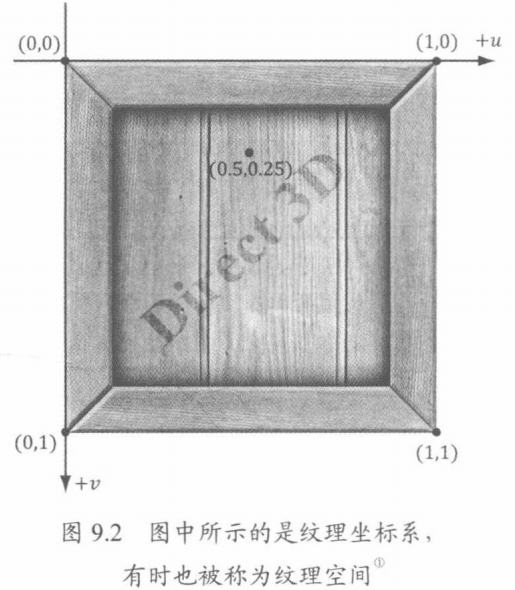 (0,0)
(1,0)
+u
(0.5,0.25)
Direct 3D
(0,1)
(1,1)
+v
图 9.2 图中所示的是纹理坐标系，
有时也被称为纹理空间①